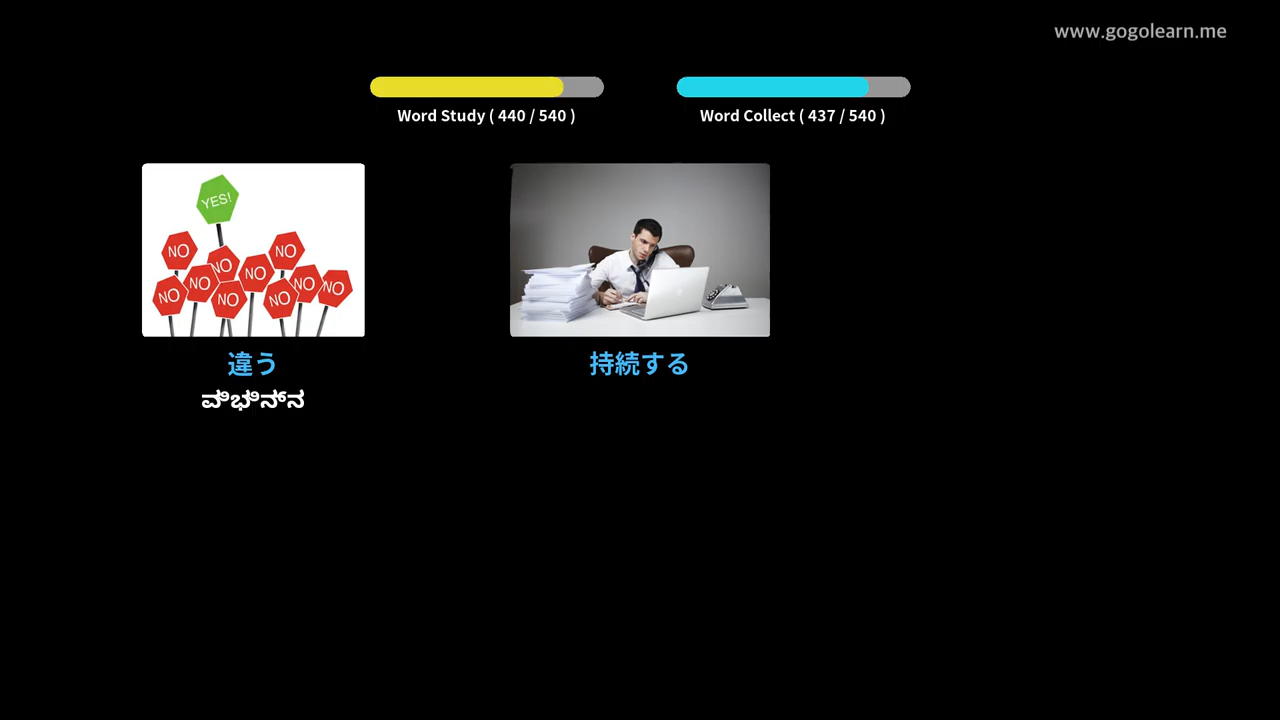 www.gogolearn.me
Word Study ( 440 / 540 )
Word Collect ( 437 / 540 )
YES!
NO
NO
NO
NO
NO
NO
NO
NO
NO
NO
違う
持続する
ವಿಭಿನ್ನ